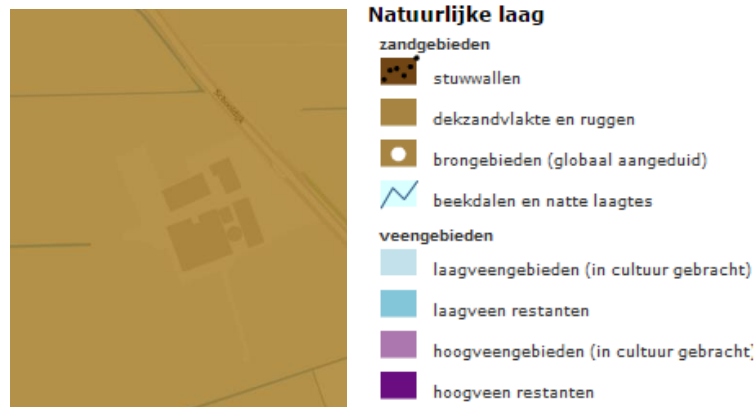 Natuurlijke laag
zandgebieden
stuwwallen
dekzandvlakte en ruggen
brongebieden (globaal aangeduid)
beekdalen en natte laagtes
veengebieden
laagveengebieden (in cultuur gebracht)
laagveen restanten
hoogveengebieden (in cultuur gebracht)
hoogveen restanten